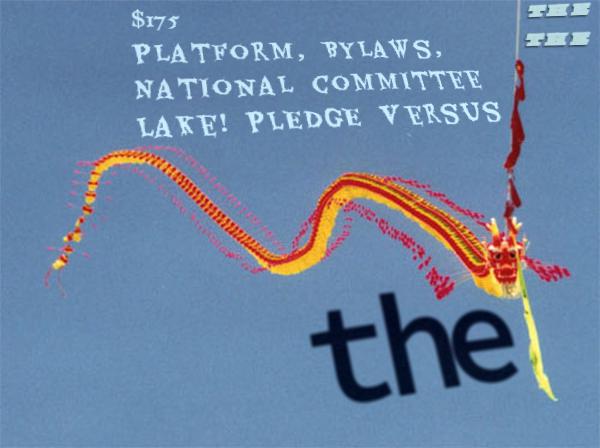 $175
PLATFORM, BYLAWS,
NATIONAL COMMITTEE
LAKE! PLEDGE VERSUS
THE
THE
the